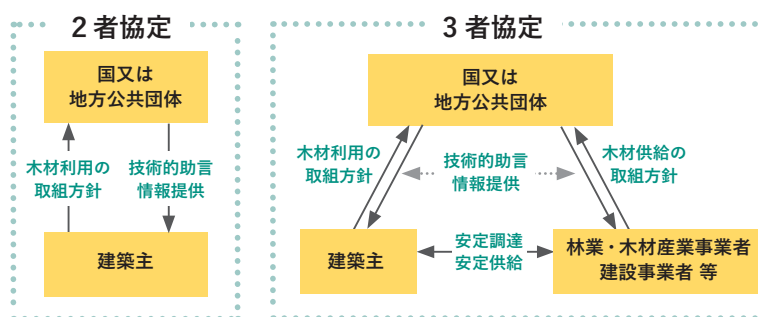 2者協定
国又は
地方公共団体
木材利用の
取組方針
技術的助言
情報提供
建築主
3者協定
国又は
地方公共団体
木材利用の
取組方針
技術的助言
情報提供
木材供給の
取組方針
建築主
安定調達
安定供給
林業・木材産業事業者
建設事業者 等